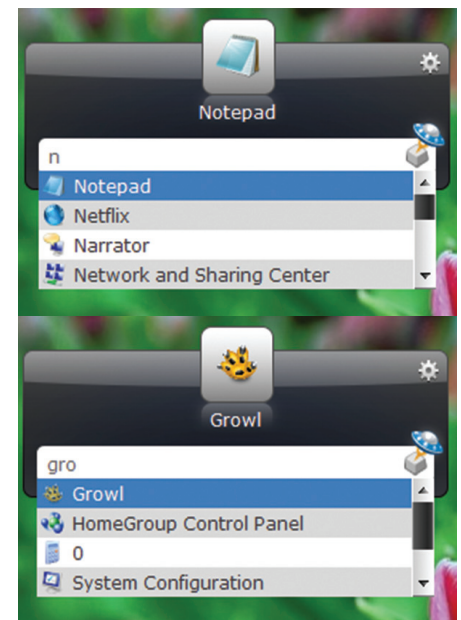 Notepad
n
Notepad
Netflix
Narrator
Network and Sharing Center
Growl
gro
Growl
HomeGroup Control Panel
0
System Configuration